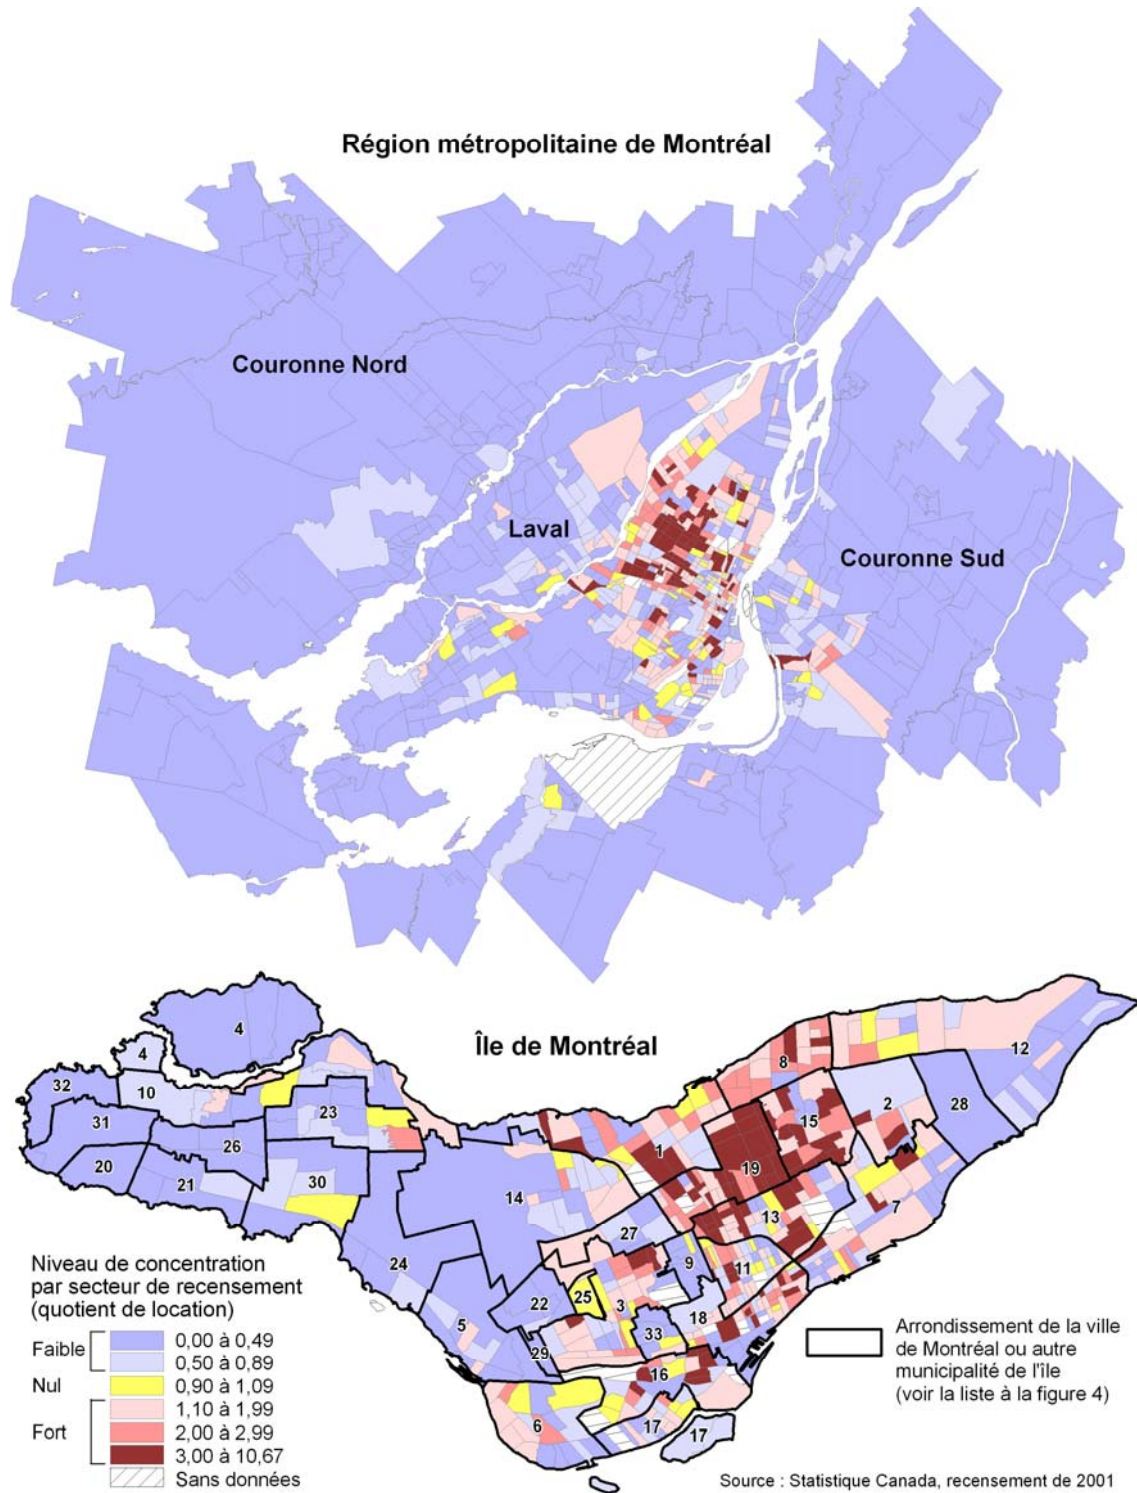 Région métropolitaine de Montréal
Couronne Nord
Laval
Couronne Sud
Île de Montréal
4
4
32
10
31
23
26
20
21
30
24
14
5
22
29
25
3
27
9
33
16
6
17
17
18
11
13
19
1
8
15
2
28
12
7
Niveau de concentration
par secteur de recensement
(quotient de location)
Faible
0,00 à 0,49
0,50 à 0,89
Nul
0,90 à 1,09
Fort
1,10 à 1,99
2,00 à 2,99
3,00 à 10,67
Sans données
Arrondissement de la ville
de Montréal ou autre
municipalité de l'île
(voir la liste à la figure 4)
Source : Statistique Canada, recensement de 2001